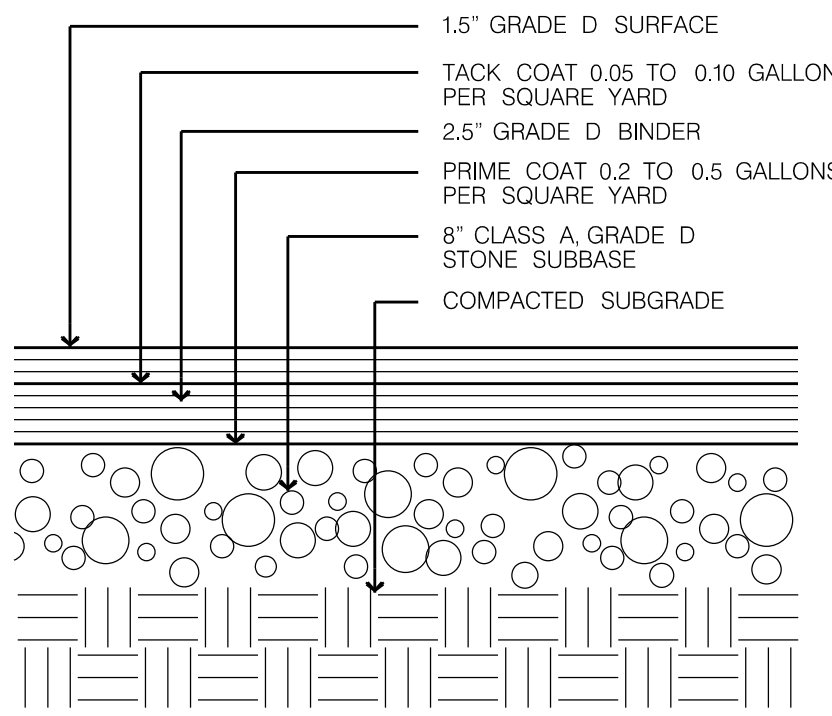 1.5" GRADE D SURFACE
TACK COAT 0.05 TO 0.10 GALLON
PER SQUARE YARD
2.5" GRADE D BINDER
PRIME COAT 0.2 TO 0.5 GALLONS
PER SQUARE YARD
8" CLASS A, GRADE D
STONE SUBBASE
COMPACTED SUBGRADE